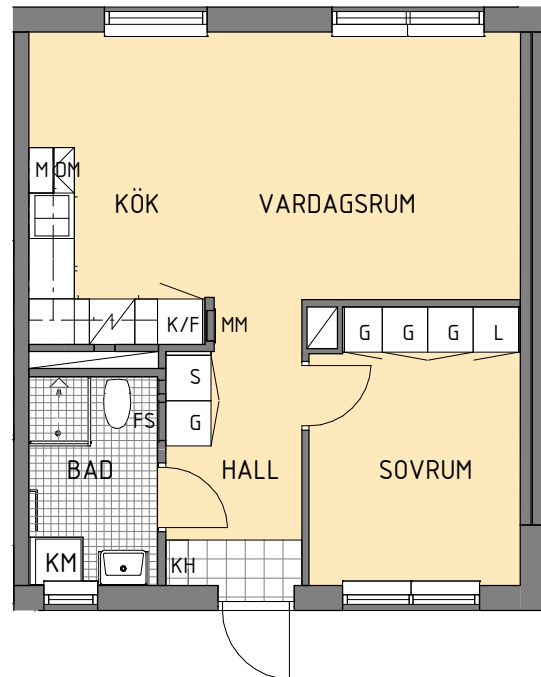 M DM
KÖK VARDAGSRUM
K/F MM
G G G L
S
G
FS
BAD HALL SOVRUM
KM KH